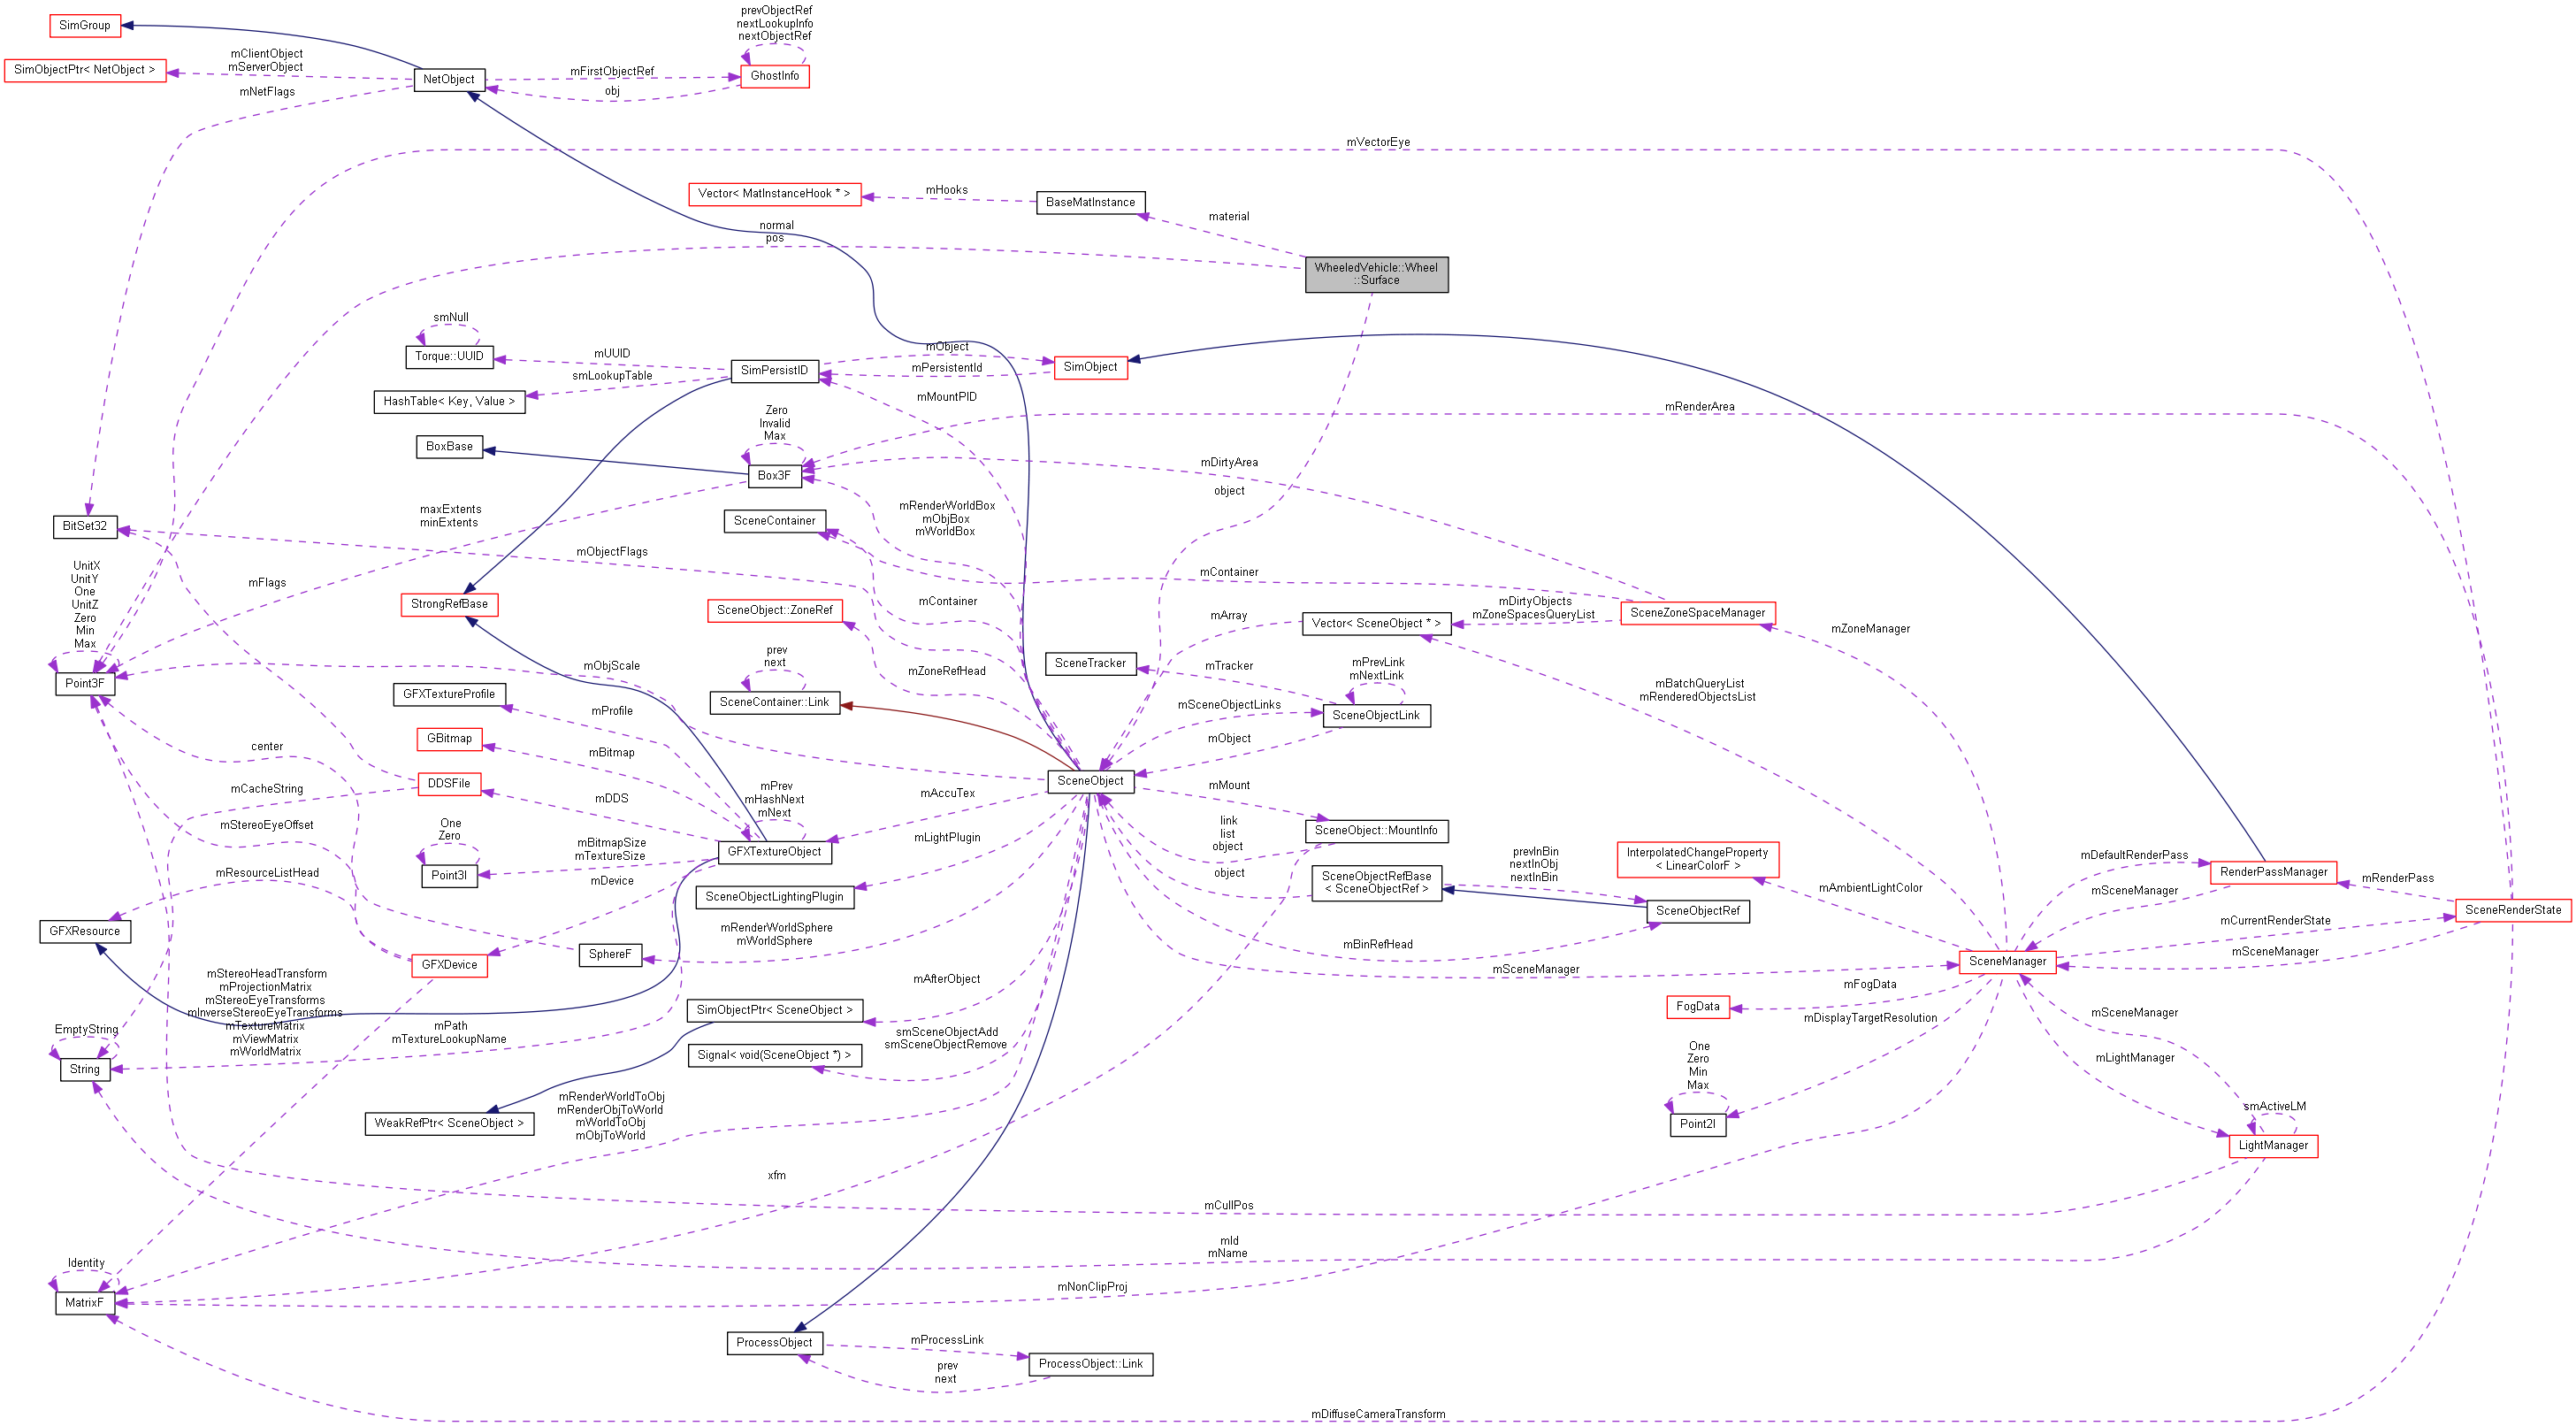 prevObjectRef
nextLookupInfo
nextObjectRef
SimGroup
mClientObject
mServerObject
SimObjectPtr< NetObject >
NetObject
mFirstObjectRef
GhostInfo
mNetFlags
obj
mVectorEye
Vector< MatInstanceHook * >
mHooks
BaseMatInstance
material
normal
pos
WheeledVehicle::Wheel
::Surface
smNull
Torque::UUID
mUUID
mObject
SimPersistID
SimObject
mPersistentId
smLookupTable
HashTable< Key, Value >
mMountPID
mRenderArea
Zero
Invalid
Max
BoxBase
Box3F
mDirtyArea
object
maxExtents
minExtents
mRenderWorldBox
mObjBox
mWorldBox
SceneContainer
BitSet32
mObjectFlags
UnitX
UnitY
One
UnitZ
Zero
Min
Max
mFlags
mContainer
mContainer
StrongRefBase
SceneObject::ZoneRef
mArray
Vector< SceneObject * >
mDirtyObjects
mZoneSpacesQueryList
SceneZoneSpaceManager
mZoneManager
Point3F
mObjScale
prev
next
mZoneRefHead
SceneTracker
mTracker
mPrevLink
mNextLink
mBatchQueryList
mRenderedObjectsList
GFXTextureProfile
SceneContainer::Link
mProfile
mSceneObjectLinks
SceneObjectLink
GBitmap
mBitmap
mObject
center
DDSFile
mCacheString
mDDS
mPrev
mHashNext
mNext
mAccuTex
SceneObject
mMount
mStereoEyeOffset
One
Zero
mBitmapSize
mTextureSize
GFXTextureObject
mLightPlugin
link
list
object
SceneObject::MountInfo
Point3I
mResourceListHead
mDevice
SceneObjectLightingPlugin
object
SceneObjectRefBase
< SceneObjectRef >
prevInBin
nextInObj
nextInBin
InterpolatedChangeProperty
< LinearColorF >
mAmbientLightColor
mDefaultRenderPass
RenderPassManager
mSceneManager
mRenderPass
SceneObjectRef
SceneRenderState
GFXResource
mCurrentRenderState
SphereF
mRenderWorldSphere
mWorldSphere
mBinRefHead
mSceneManager
SceneManager
mSceneManager
GFXDevice
mStereoHeadTransform
mProjectionMatrix
mStereoEyeTransforms
mInverseStereoEyeTransforms
mTextureMatrix
mViewMatrix
mWorldMatrix
mPath
mTextureLookupName
mAfterObject
SimObjectPtr< SceneObject >
mFogData
FogData
mDisplayTargetResolution
mSceneManager
EmptyString
String
smSceneObjectAdd
smSceneObjectRemove
Signal< void(SceneObject *) >
One
Zero
Min
Max
mLightManager
Point2I
smActiveLM
LightManager
mRenderWorldToObj
mRenderObjToWorld
mWorldToObj
mObjToWorld
WeakRefPtr< SceneObject >
xfm
mCullPos
mId
mName
Identity
MatrixF
mNonClipProj
ProcessObject
mProcessLink
ProcessObject::Link
prev
next
mDiffuseCameraTransform